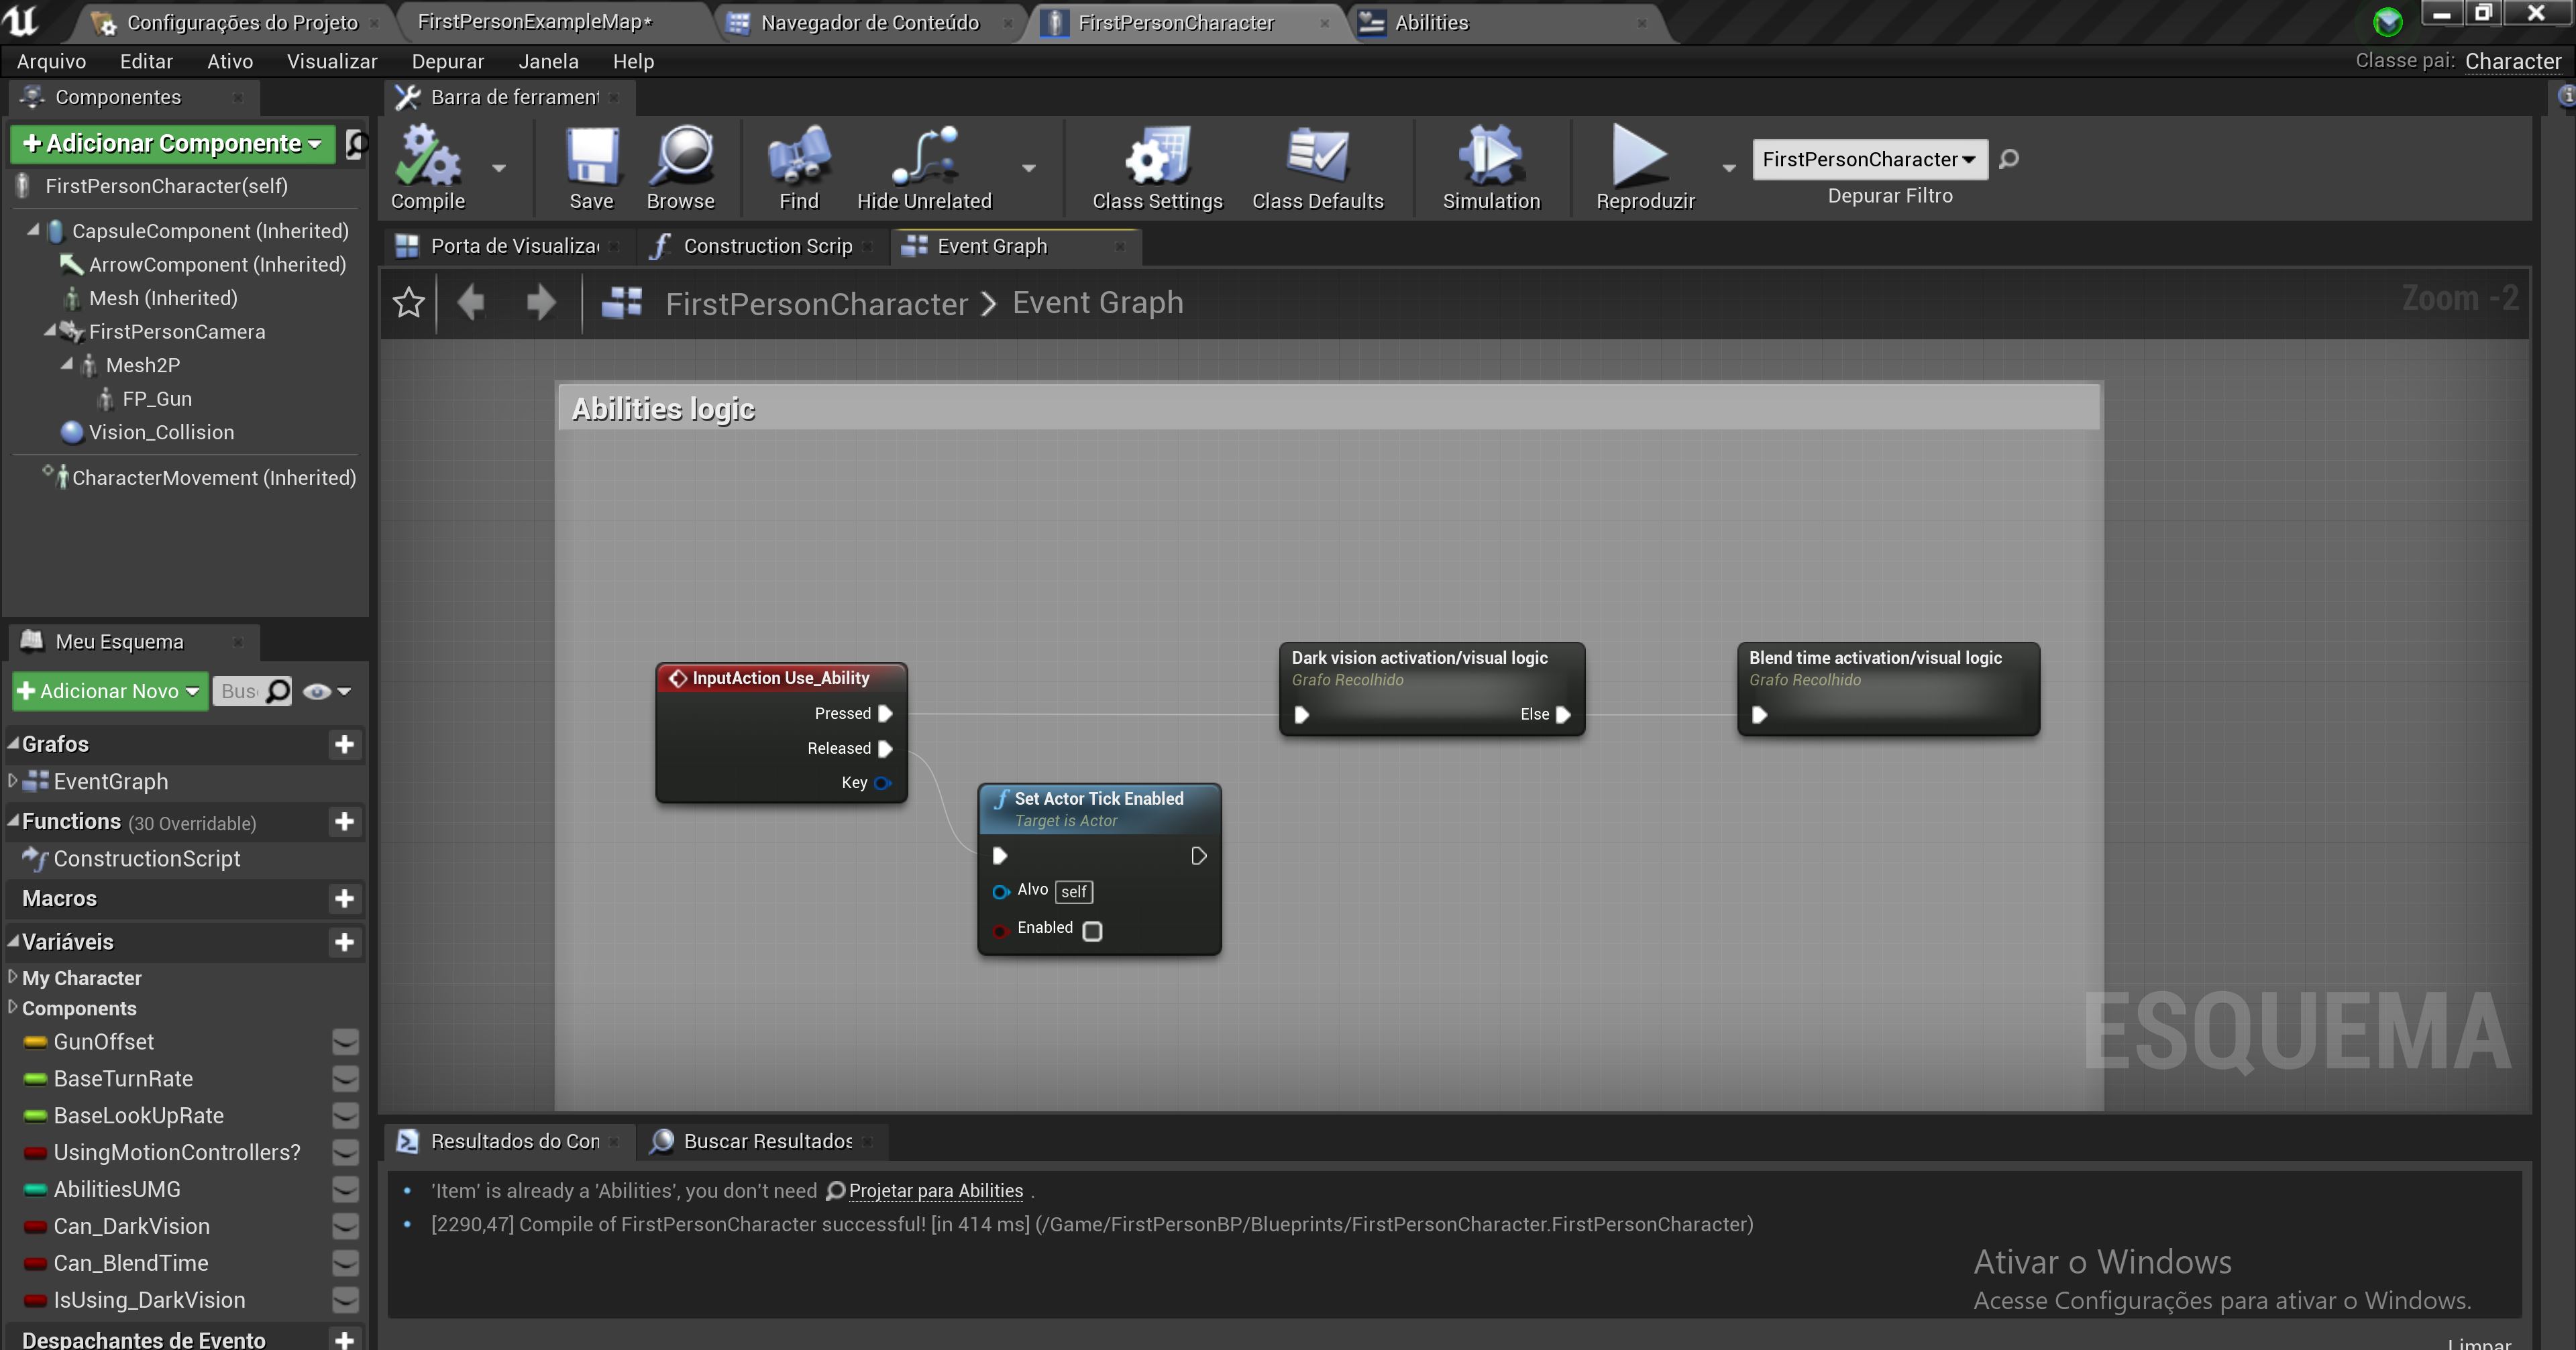 Configurações do Projeto
FirstPersonExampleMap*
Navegador de Conteúdo
FirstPersonCharacter
Abilities
Arquivo Editar Ativo Visualizar Depurar Janela Help
Classe pai: Character
Componentes
Adicionar Componente
FirstPersonCharacter(self)
CapsuleComponent (Inherited)
ArrowComponent (Inherited)
Mesh (Inherited)
FirstPersonCamera
Mesh2P
FP_Gun
Vision_Collision
CharacterMovement (Inherited)
Barra de ferrament
Compile
Save
Browse
Find
Hide Unrelated
Class Settings
Class Defaults
Simulation
Reproduzir
FirstPersonCharacter
Depurar Filtro
Porta de Visualiza
Construction Scrip
Event Graph
FirstPersonCharacter > Event Graph
Zoom -2
Abilities logic
InputAction Use_Ability
Pressed
Released
Key
Set Actor Tick Enabled
Target is Actor
Alvo self
Enabled
Dark vision activation/visual logic
Grafo Recolhido
Else
Blend time activation/visual logic
Grafo Recolhido
ESQUEMA
Meu Esquema
Adicionar Novo
Bus
Grafos
EventGraph
Functions (30 Overridable)
ConstructionScript
Macros
Variáveis
My Character
Components
GunOffset
BaseTurnRate
BaseLookUpRate
UsingMotionControllers?
AbilitiesUMG
Can_DarkVision
Can_BlendTime
IsUsing_DarkVision
Despachantes de Evento
Resultados do Con
Buscar Resultados
'Item' is already a 'Abilities', you don't need Projetar para Abilities .
[2290,47] Compile of FirstPersonCharacter successful! [in 414 ms] (/Game/FirstPersonBP/Blueprints/FirstPersonCharacter.FirstPersonCharacter)
Ativar o Windows
Acesse Configurações para ativar o Windows.
Limpar